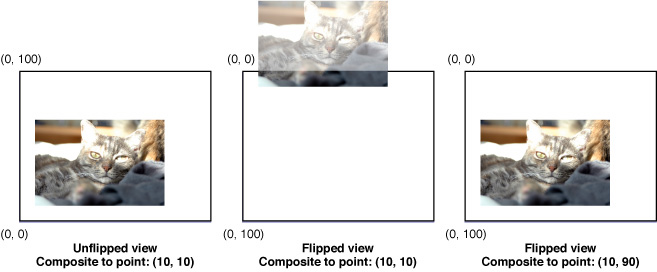 (0, 100)
(0, 0)
(0, 0)
(0, 0)
(0, 100)
(0, 100)
Unflipped view
Composite to point: (10, 10)
Flipped view
Composite to point: (10, 10)
Flipped view
Composite to point: (10, 90)